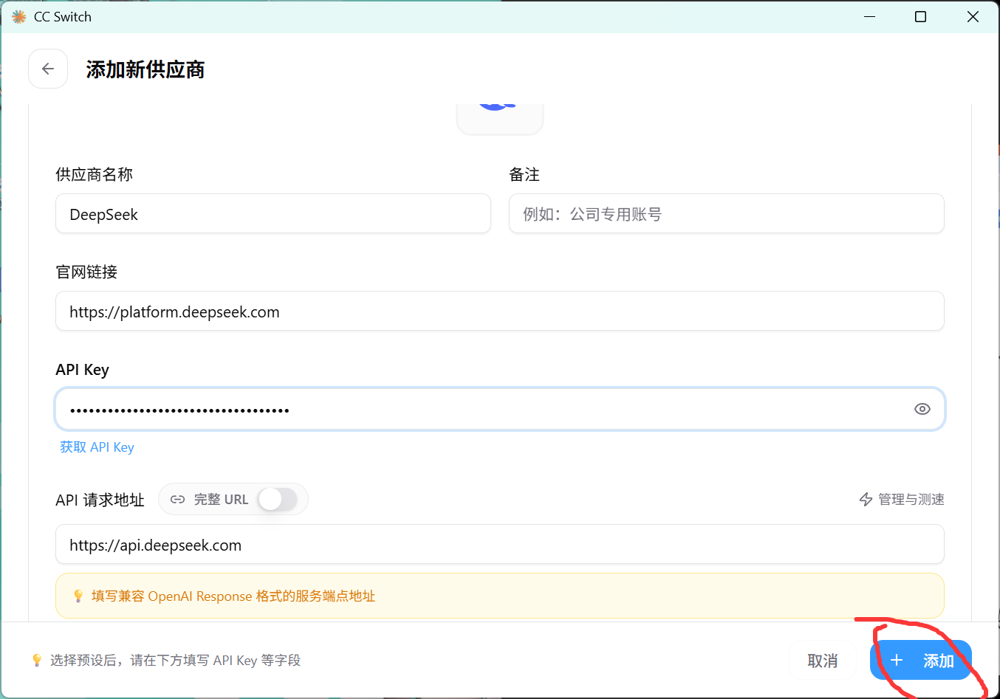 CC Switch
添加新供应商
供应商名称
备注
DeepSeek
例如：公司专用账号
官网链接
https://platform.deepseek.com
API Key
••••••••••••••••••••••••••••••••••• 
获取 API Key
API 请求地址
完整 URL
管理与测速
https://api.deepseek.com
填写兼容 OpenAI Response 格式的服务端点地址
选择预设后，请在下方填写 API Key 等字段
取消
+ 添加